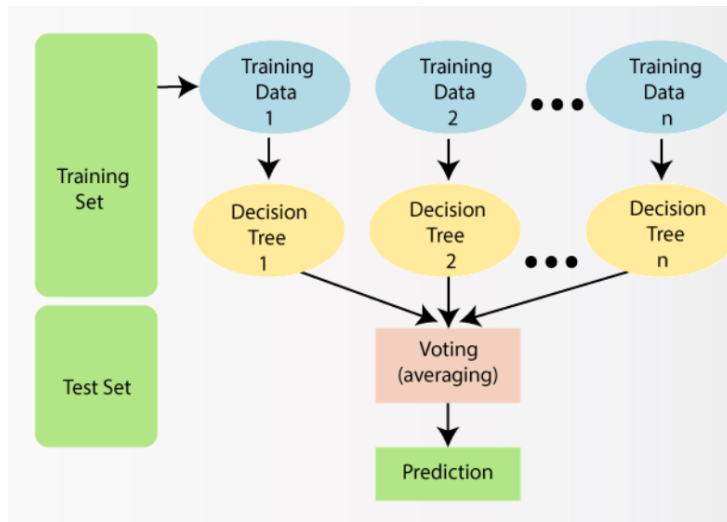 Training
Set
Training
Data
1
Training
Data
2
Training
Data
n
Decision
Tree
1
Decision
Tree
2
Decision
Tree
n
Voting
(averaging)
Test Set
Prediction